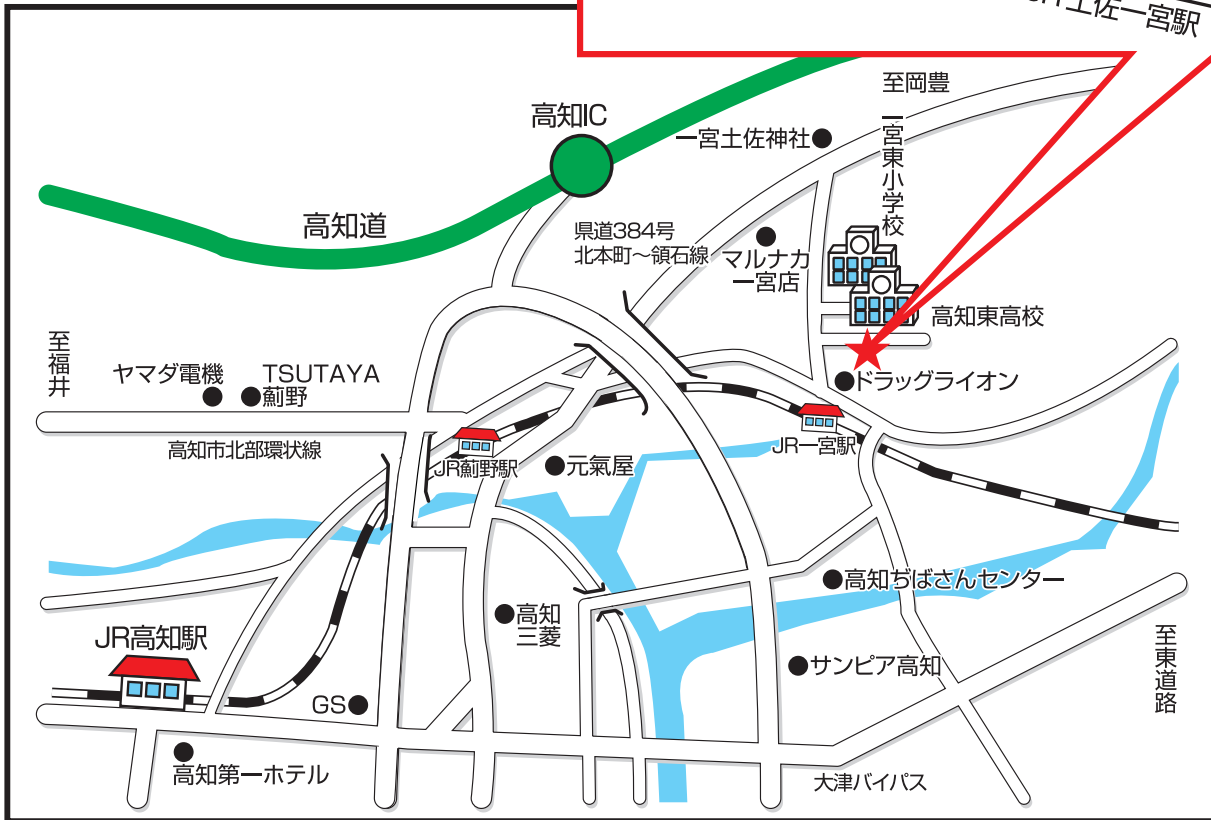 JR土佐一宮駅
至岡豊
高知IC
一宮土佐神社
一宮東小学校
高知道
県道384号
北本町〜領石線
マルナカ
一宮店
高知東高校
至福井
ヤマダ電機
TSUTAYA
薊野
ドラッグライオン
高知市北部環状線
JR薊野駅
元氣屋
JR一宮駅
高知ぢばさんセンター
高知
三菱
JR高知駅
サンピア高知
至東道路
GS
高知第一ホテル
大津バイパス